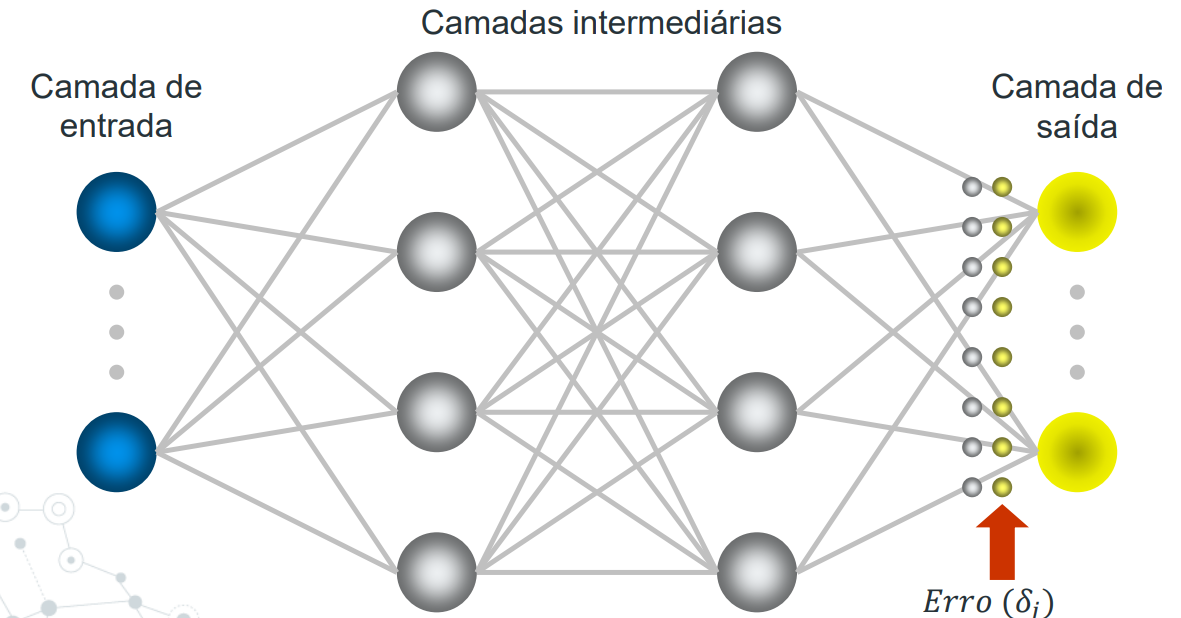 Camadas intermediárias
Camada de
entrada
Camada de
saída
Erro (δᵢ)